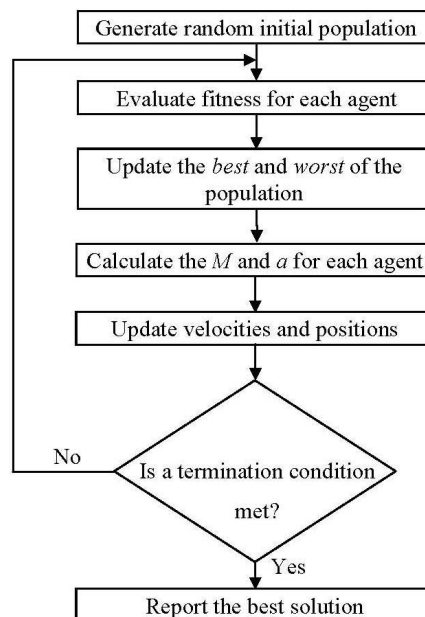 Generate random initial population
Evaluate fitness for each agent
Update the best and worst of the
population
Calculate the M and a for each agent
Update velocities and positions
No
Is a termination condition
met?
Yes
Report the best solution